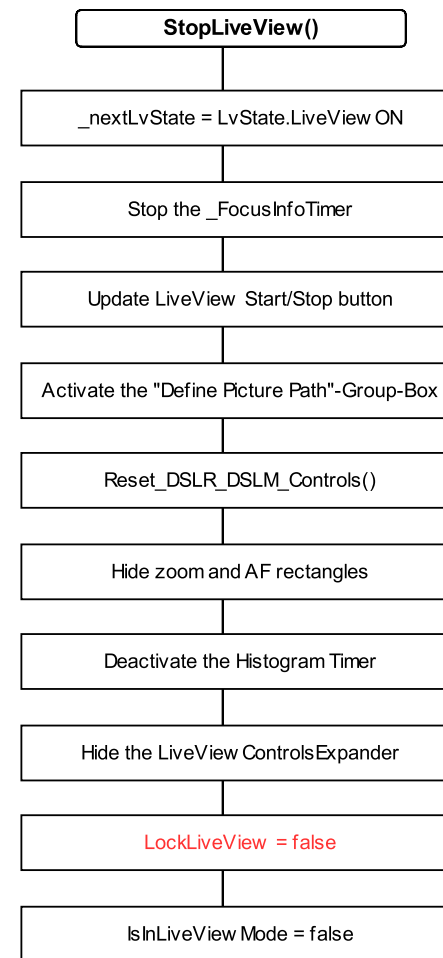 StopLiveView()
_nextLvState = LvState.LiveView ON
Stop the _FocusInfoTimer
Update LiveView Start/Stop button
Activate the "Define Picture Path"-Group-Box
Reset_DSLR_DSLM_Controls()
Hide zoom and AF rectangles
Deactivate the Histogram Timer
Hide the LiveView ControlsExpander
LockLiveView = false
IsInLiveView Mode = false